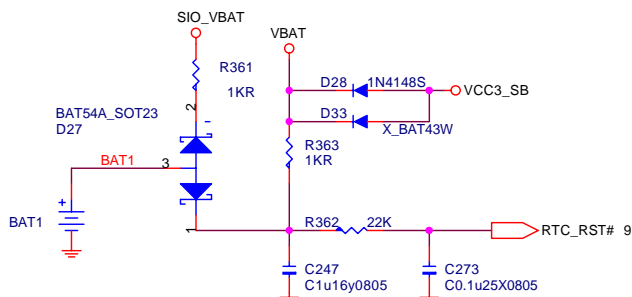 SIO_VBAT
VBAT
R361
1KR
D28
1N4148S
VCC3_SB
2
BAT54A_SOT23
D27
D33
X_BAT43W
R363
1KR
BAT1
3
BAT1
+
1
R362
22K
RTC_RST# 9
C247
C1u16y0805
C273
C0.1u25X0805